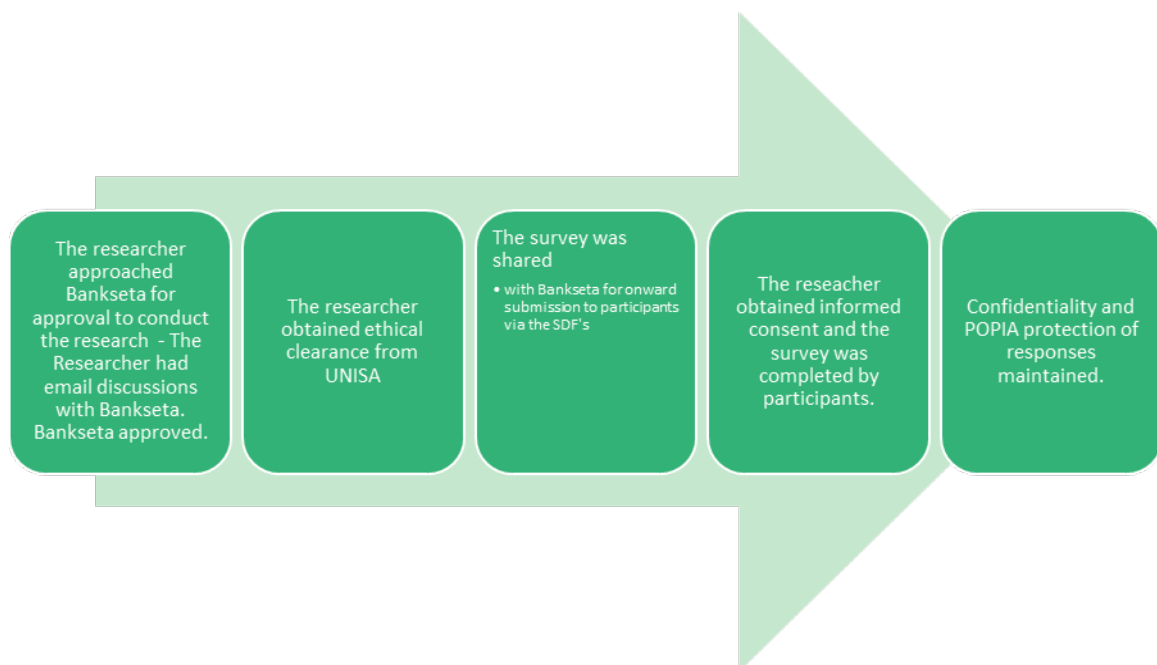 The researcher
approached
Bankseta for
approval to conduct
the research - The
Researcher had
email discussions
with Bankseta.
Bankseta approved.
The researcher
obtained ethical
clearance from
UNISA
The survey was
shared
• with Bankseta for onward
submission to participants
via the SDF's
The reseacher
obtained informed
consent and the
survey was
completed by
participants.
Confidentiality and
POPIA protection of
responses
maintained.